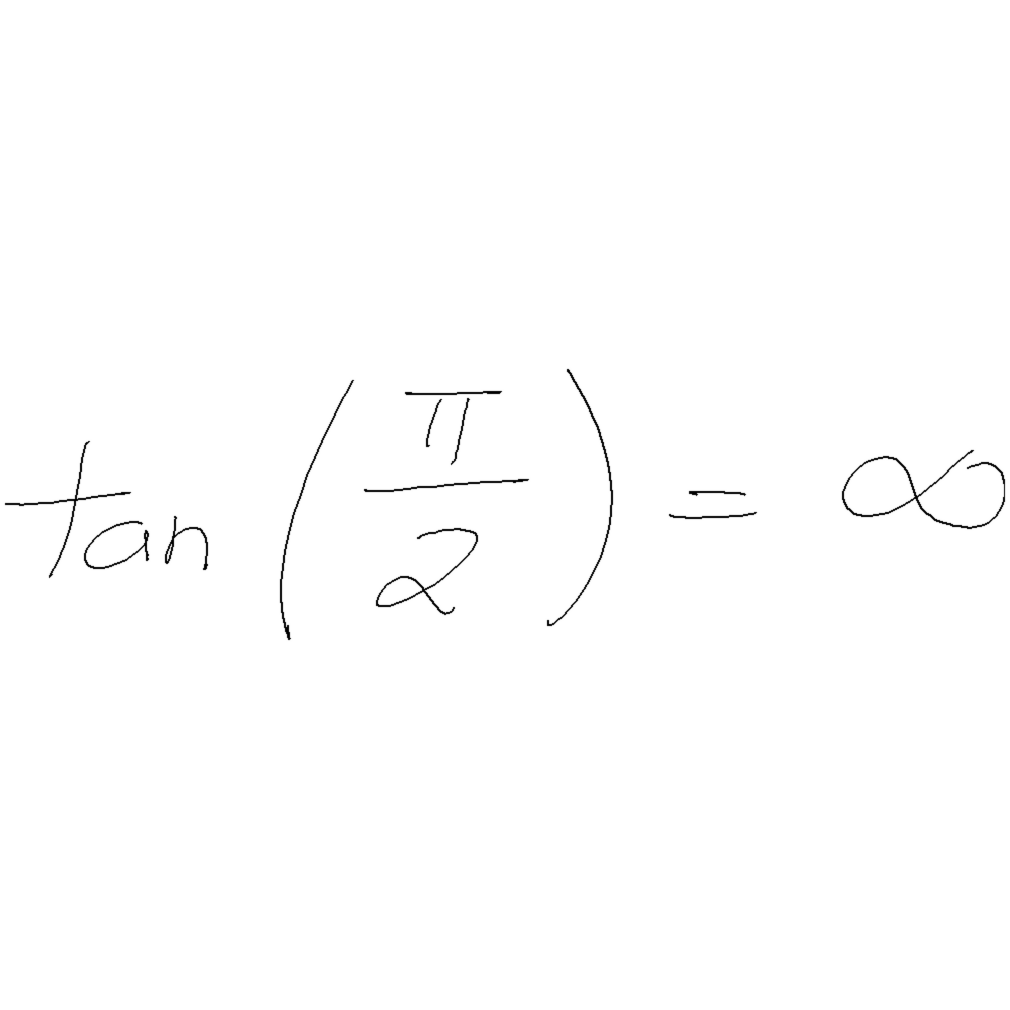 tan(π/2) = ∞